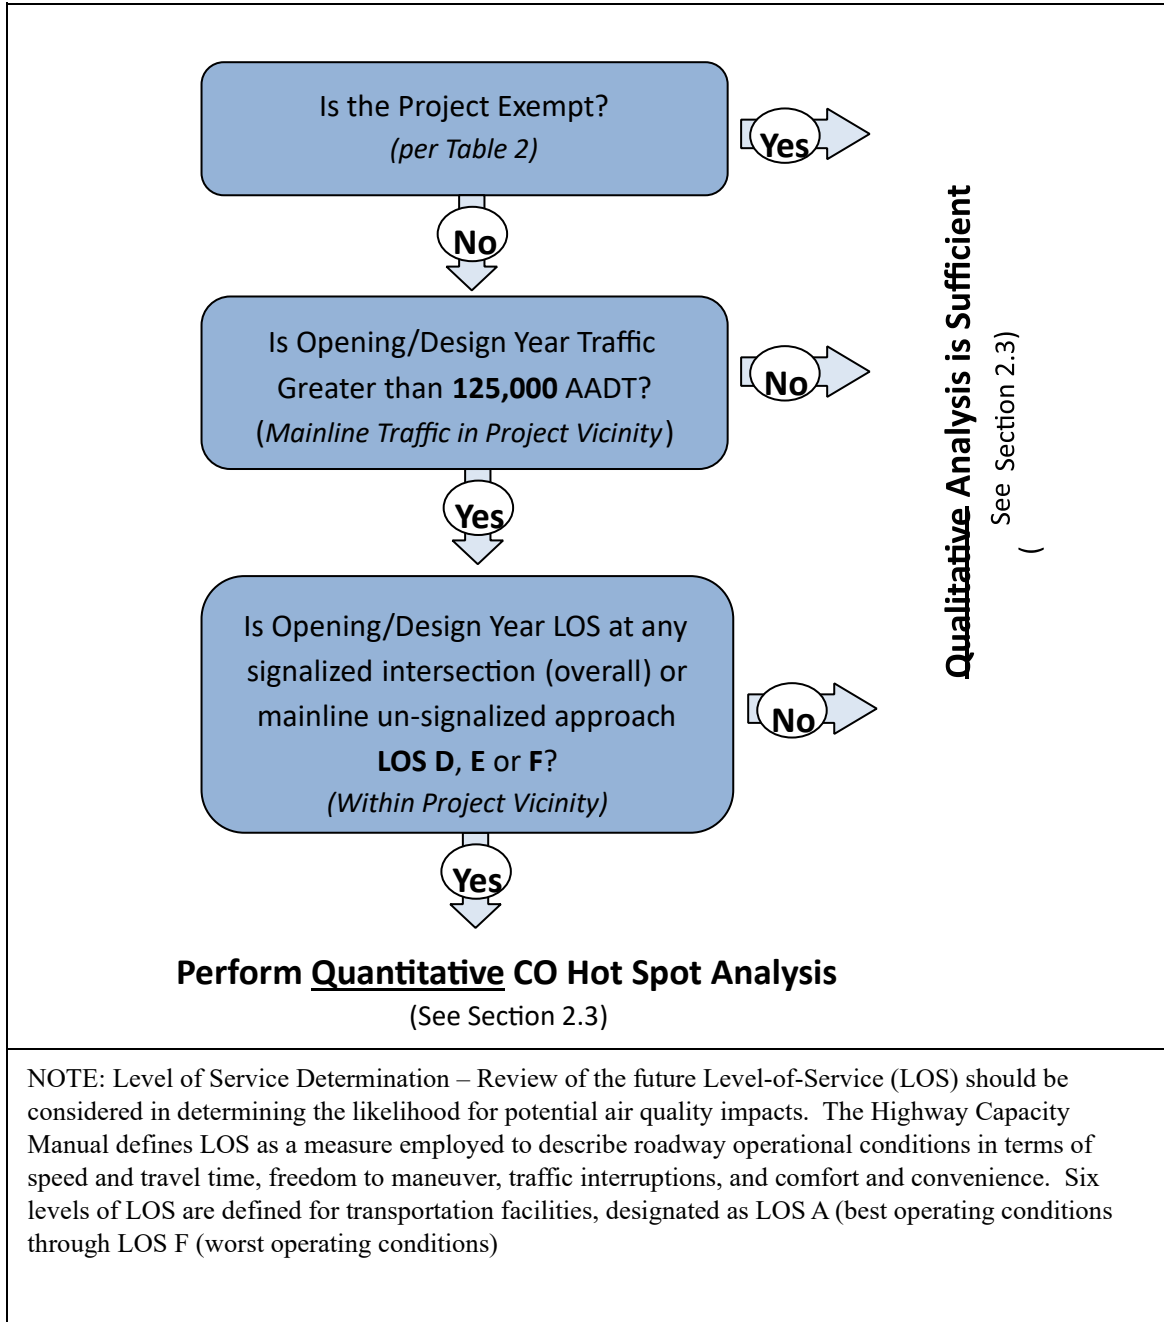 Is the Project Exempt?
(per Table 2)
Yes
No
Is Opening/Design Year Traffic
Greater than 125,000 AADT?
(Mainline Traffic in Project Vicinity)
No
Yes
Is Opening/Design Year LOS at any
signalized intersection (overall) or
mainline un-signalized approach
LOS D, E or F?
(Within Project Vicinity)
No
Yes
Qualitative Analysis is Sufficient
See Section 2.3)
(
Perform Quantitative CO Hot Spot Analysis
(See Section 2.3)
NOTE: Level of Service Determination – Review of the future Level-of-Service (LOS) should be
considered in determining the likelihood for potential air quality impacts.  The Highway Capacity
Manual defines LOS as a measure employed to describe roadway operational conditions in terms of
speed and travel time, freedom to maneuver, traffic interruptions, and comfort and convenience.  Six
levels of LOS are defined for transportation facilities, designated as LOS A (best operating conditions
through LOS F (worst operating conditions)